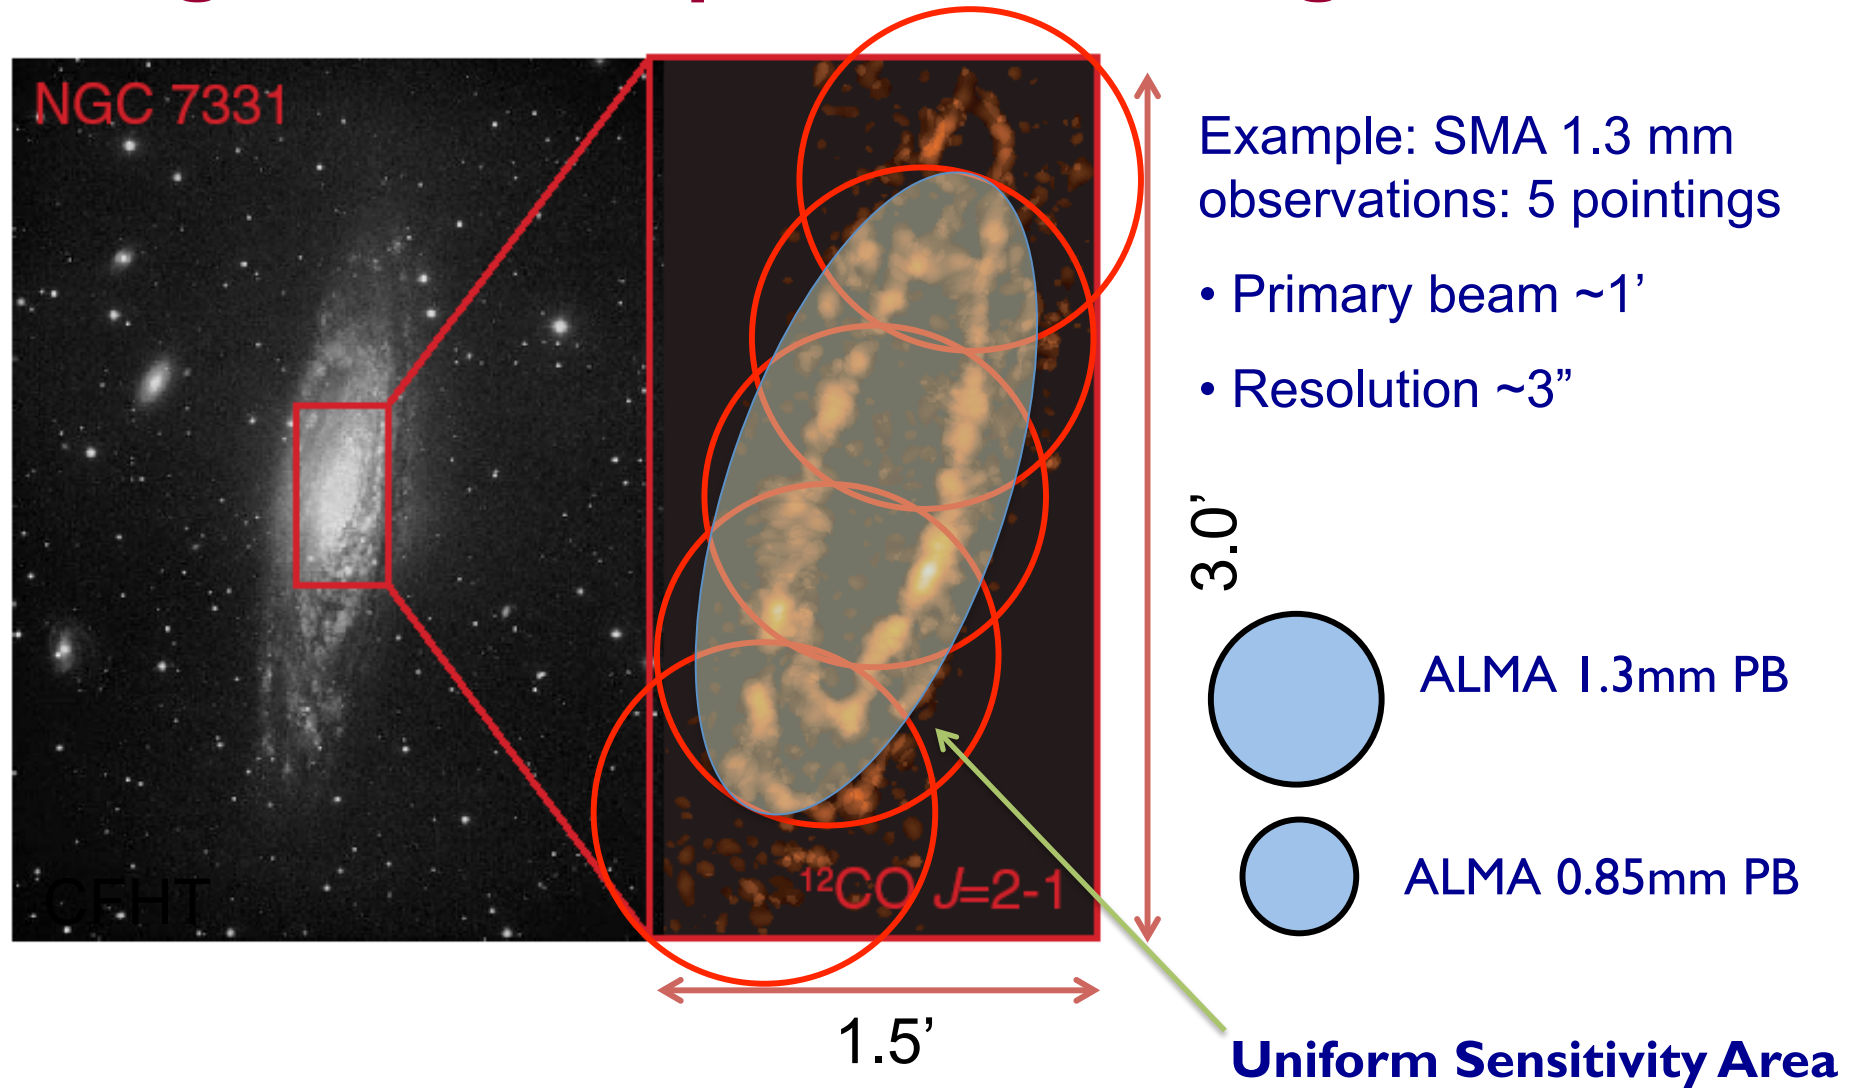 NGC 7331
CFHT
¹²CO J=2-1
1.5’
3.0’
Example: SMA 1.3 mm
observations: 5 pointings
• Primary beam ~1’
• Resolution ~3”
ALMA 1.3mm PB
ALMA 0.85mm PB
Uniform Sensitivity Area